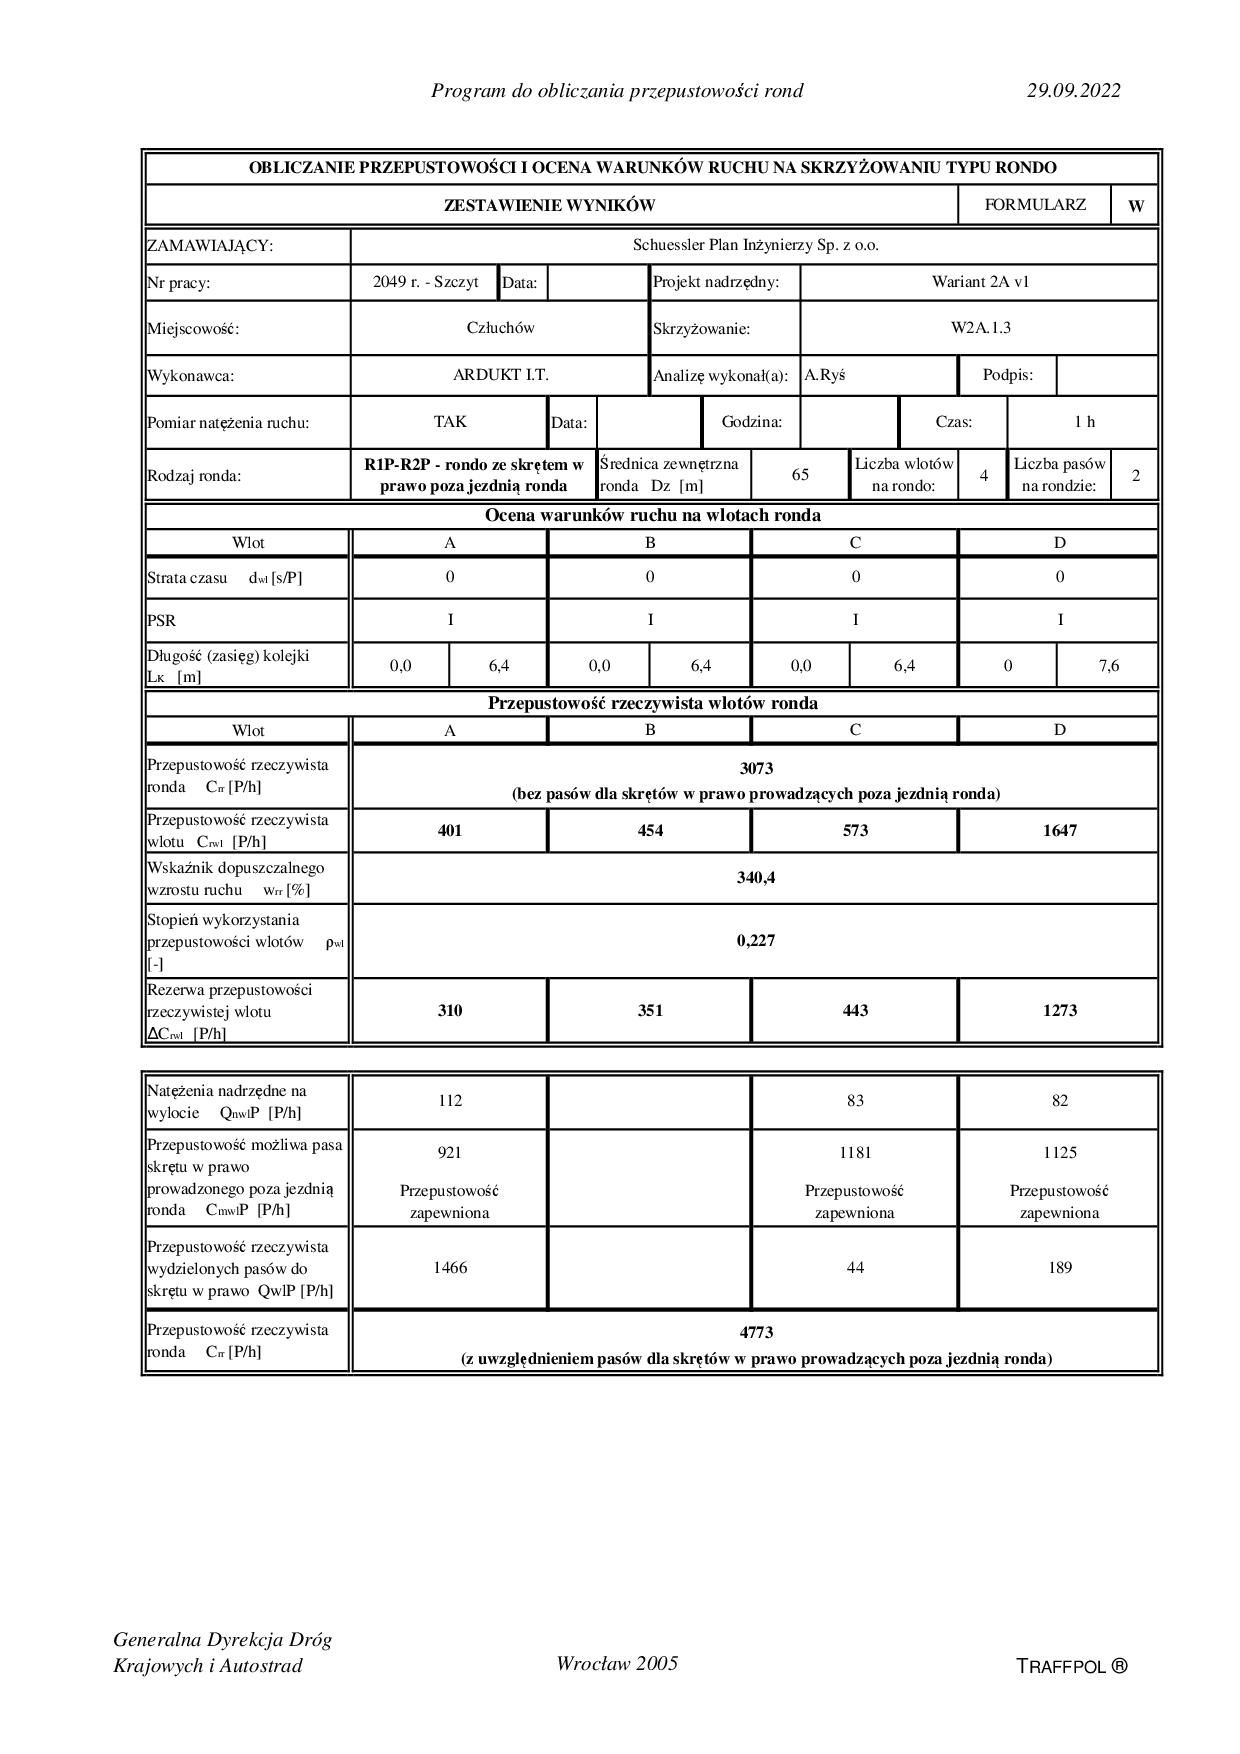 Program do obliczania przepustowości rond 29.09.2022
OBLICZANIE PRZEPUSTOWOŚCI I OCENA WARUNKÓW RUCHU NA SKRZYŻOWANIU TYPU RONDO
ZESTAWIENIE WYNIKÓW FORMULARZ W
ZAMAWIAJĄCY: Schuessler Plan Inżynierzy Sp. z o.o.
Nr pracy: 2049 r. - Szczyt Data: Projekt nadrzędny: Wariant 2A v1
Miejscowość: Człuchów Skrzyżowanie: W2A.1.3
Wykonawca: ARDUKT I.T. Analizę wykonał(a): A.Ryś Podpis:
Pomiar natężenia ruchu: TAK Data: Godzina: Czas: 1 h
Rodzaj ronda: R1P-R2P - rondo ze skrętem w
prawo poza jezdnią ronda
Średnica zewnętrzna
ronda Dz [m]
65
Liczba wlotów
na rondo:
4
Liczba pasów
na rondzie:
2
Ocena warunków ruchu na wlotach ronda
Wlot A B C D
Strata czasu dwl [s/P] 0 0 0 0
PSR I I I I
Długość (zasięg) kolejki
LK [m]
0,0 6,4 0,0 6,4 0,0 6,4 0 7,6
Przepustowość rzeczywista wlotów ronda
Wlot A B C D
Przepustowość rzeczywista
ronda Crr [P/h]
3073
(bez pasów dla skrętów w prawo prowadzących poza jezdnią ronda)
Przepustowość rzeczywista
wlotu Crwl [P/h]
401 454 573 1647
Wskaźnik dopuszczalnego
wzrostu ruchu wrr [%]
340,4
Stopień wykorzystania
przepustowości wlotów ρwl
[-]
0,227
Rezerwa przepustowości
rzeczywistej wlotu
ΔCrwl [P/h]
310 351 443 1273
Natężenia nadrzędne na
wylocie QnwlP [P/h]
112 83 82
Przepustowość możliwa pasa
skrętu w prawo
prowadzonego poza jezdnią
ronda CmwlP [P/h]
921 1181 1125
Przepustowość Przepustowość Przepustowość
zapewniona zapewniona zapewniona
Przepustowość rzeczywista
wydzielonych pasów do
skrętu w prawo QwlP [P/h]
1466 44 189
Przepustowość rzeczywista
ronda Crr [P/h]
4773
(z uwzględnieniem pasów dla skrętów w prawo prowadzących poza jezdnią ronda)
Generalna Dyrekcja Dróg
Krajowych i Autostrad
Wrocław 2005
TRAFFPOL ®